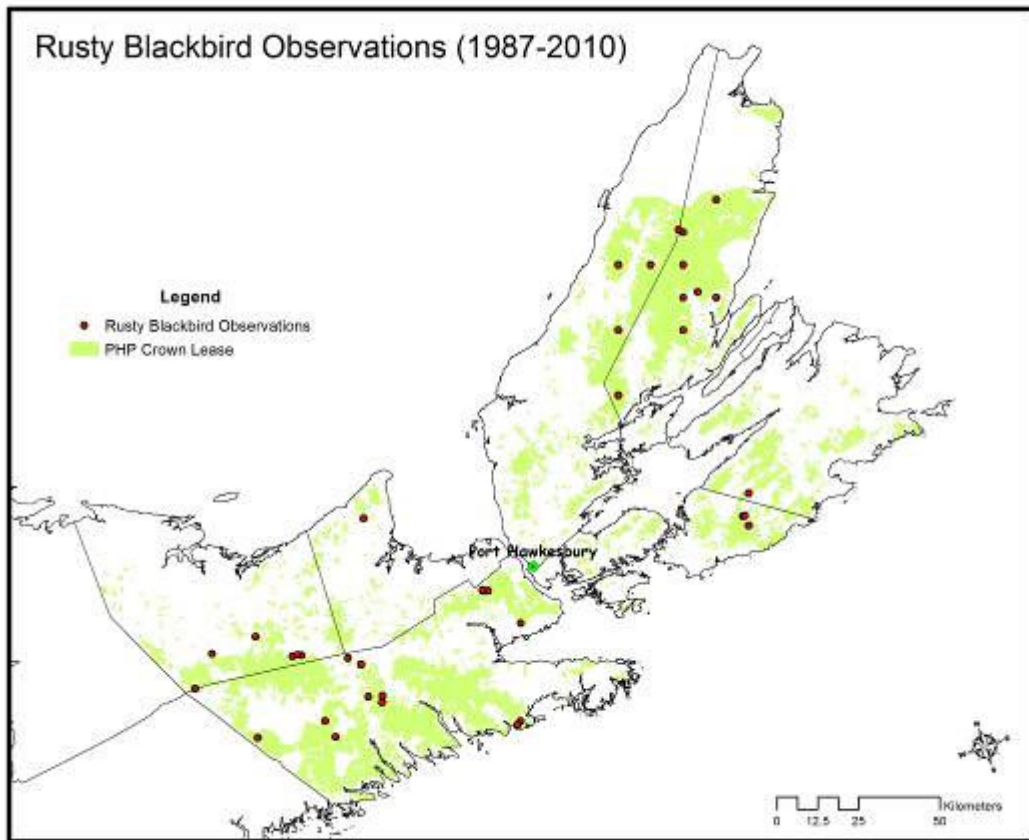 Rusty Blackbird Observations (1987-2010)
Legend
Rusty Blackbird Observations
PHP Crown Lease
Port Hawkesbury
Kilometers
0 12.5 25 50